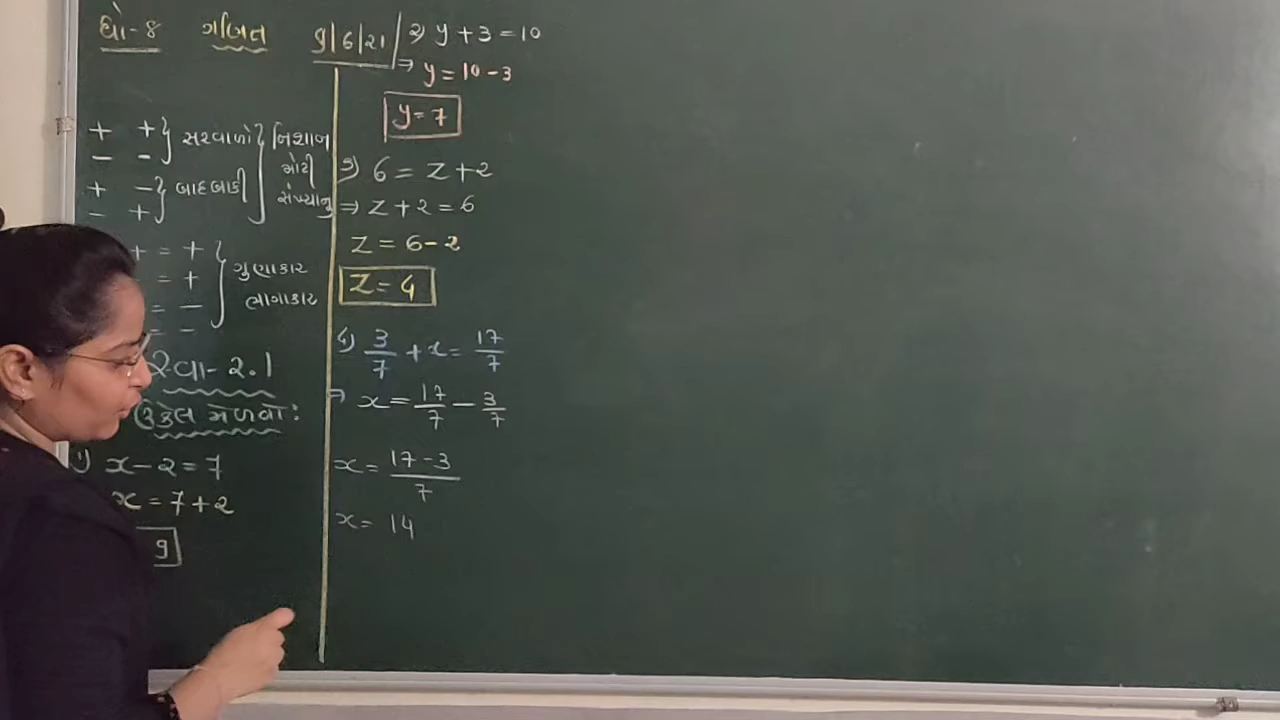 ધો-8 ગણિત 9/6/21
+ + } સરવાળો } નિશાન
- -
મોટી
+ - } બાદબાકી
સંખ્યાનુ
- +
+ = +
= + } ગુણાકાર
= - ભાગાકાર
= -
સ્વા-2.1
ઉકેલ મેળવો:
1) x-2=7
x=7+2
9
2) y+3=10
⇒ y=10-3
y=7
3) 6=z+2
⇒ z+2=6
z=6-2
z=4
4) 3/7 + x = 17/7
⇒ x = 17/7 - 3/7
x = 17-3/7
x = 14